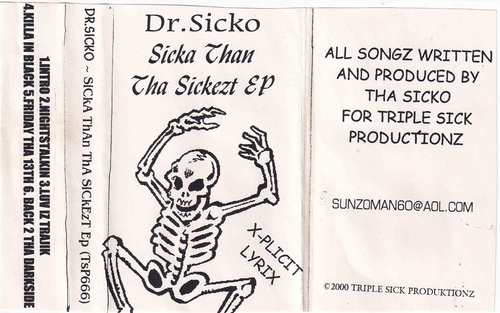 1.INTRO 2.NIGHTSTALKIN 3.LUV IZ TRAJIK
4.KILLA IN BLACK 5.FRIDAY THA 13TH 6. BACK 2 THA DARKSIDE
DR.SICKO ~ SICkA ThAn ThA SICkEzT Ep (TsP666)
Dr.Sicko
Sicka Than
Tha Sickezt EP
X-PLICIT
LYRIX
ALL SONGZ WRITTEN
AND PRODUCED BY
THA SICKO
FOR TRIPLE SICK
PRODUCTIONZ
SUNZOMAN60@AOL.COM
©2000 TRIPLE SICK PRODUKTIONZ